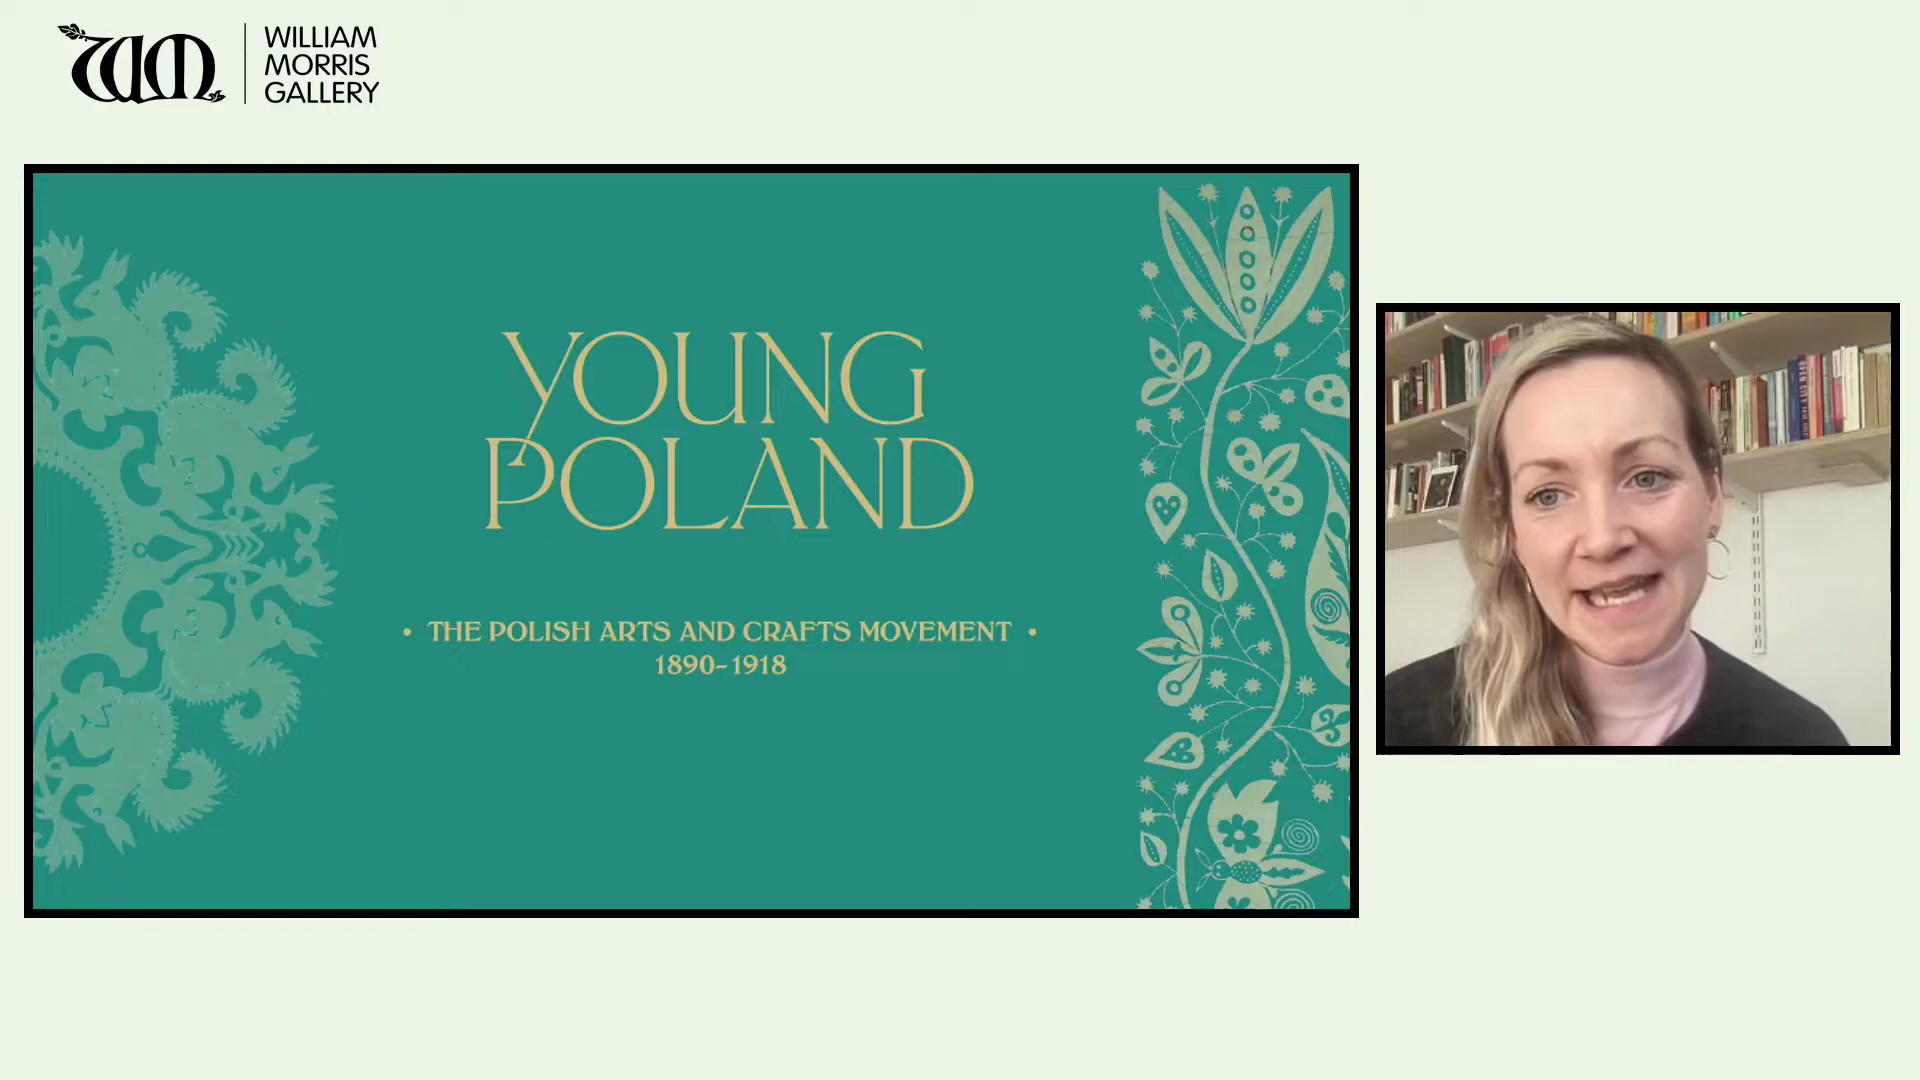 WILLIAM
MORRIS
GALLERY
YOUNG
POLAND
• THE POLISH ARTS AND CRAFTS MOVEMENT •
1890–1918